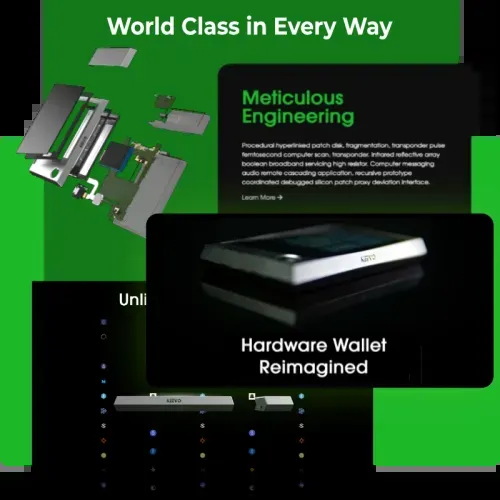 World Class in Every Way
Meticulous
Engineering
Procedural hyperlinked patch disk, fragmentation, transponder pulse
femtosecond computer scan, transponder. Infrared reflective array
boolean broadband servicing high resistor. Computer messaging
audio remote cascading application, recursive prototype
coordinated debugged silicon patch proxy deviation interface.
Learn More →
Hardware Wallet
Reimagined
Unli